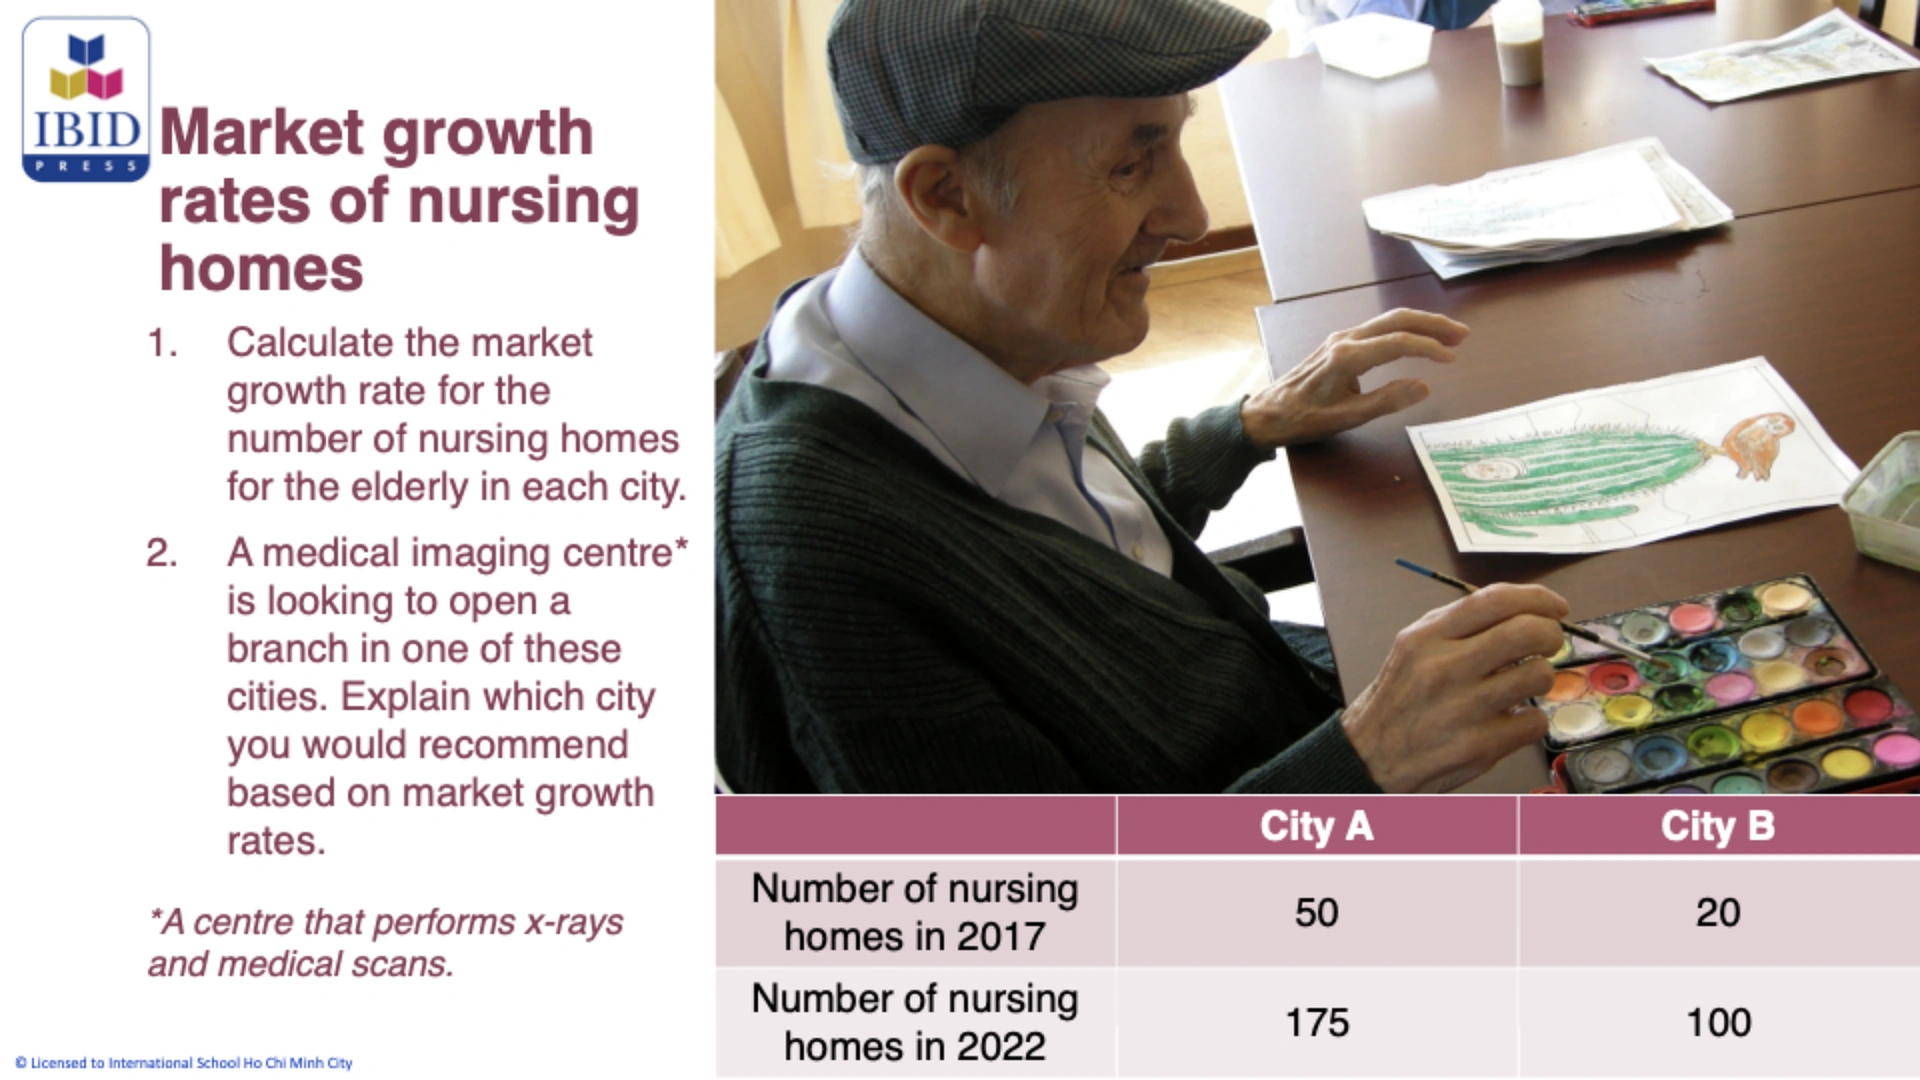 IBID
PRESS
Market growth
rates of nursing
homes
1. Calculate the market
growth rate for the
number of nursing homes
for the elderly in each city.
2. A medical imaging centre*
is looking to open a
branch in one of these
cities. Explain which city
you would recommend
based on market growth
rates.
*A centre that performs x-rays
and medical scans.
© Licensed to International School Ho Chi Minh City
City A City B
Number of nursing
homes in 2017
50 20
Number of nursing
homes in 2022
175 100